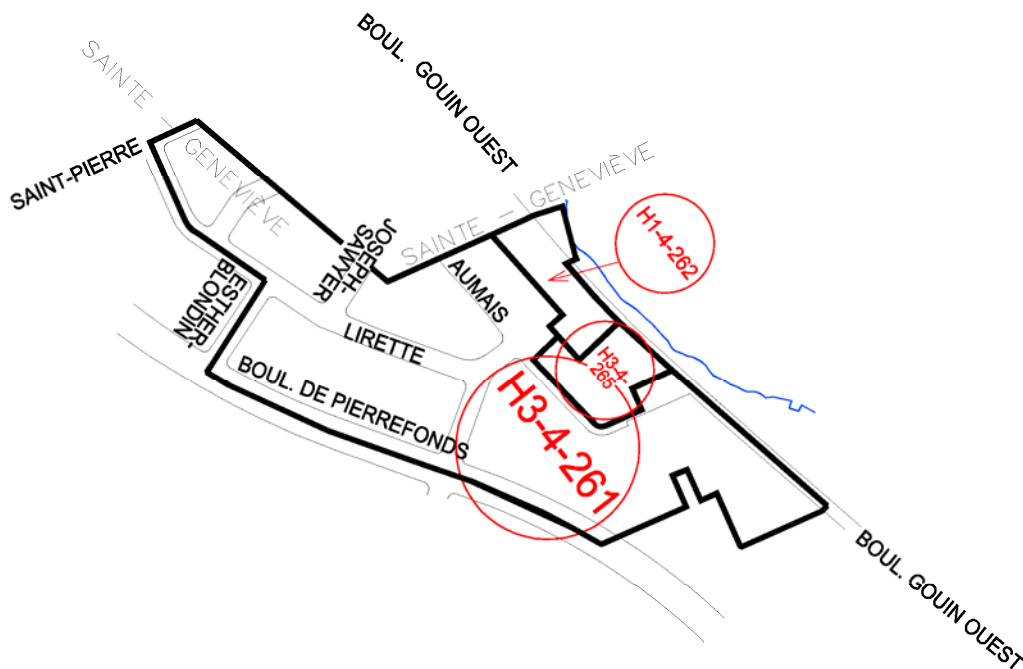 BOUL. GOUIN OUEST
SAINTE - GENEVIÈVE
SAINT-PIERRE
SAINTE - GENEVIÈVE
H1-4-262
JOSEPH-
SAWYER
AUMAIS
ESTHER-
BLONDIN
LIRETTE
H3-4-
265
BOUL. DE PIERREFONDS
H3-4-261
BOUL. GOUIN OUEST